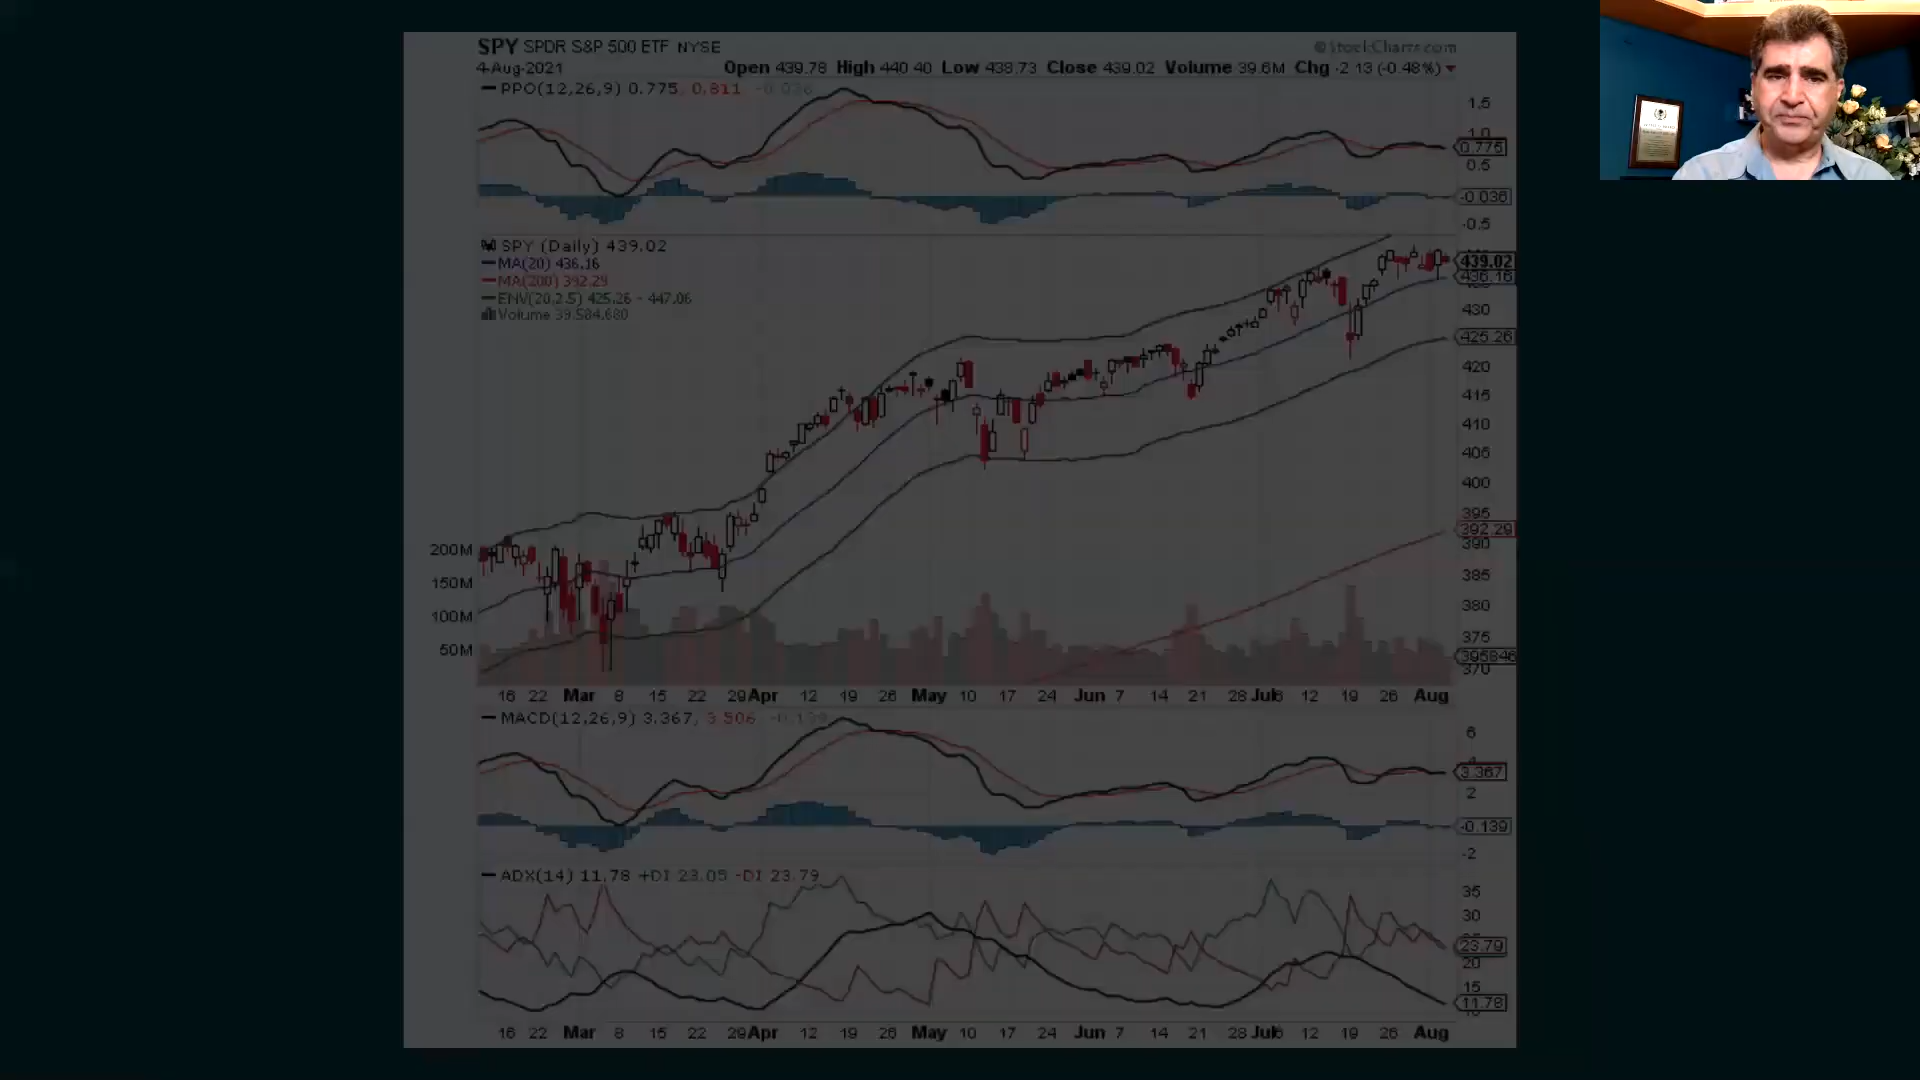 SPY SPDR S&P 500 ETF NYSE
© StockCharts.com
4-Aug-2021
Open 439.78 High 440.40 Low 438.73 Close 439.02 Volume 39.6M Chg -2.13 (-0.48%)
PPO(12,26,9) 0.775, 0.811, -0.036
1.5
1.0
0.775
0.5
-0.036
-0.5
SPY (Daily) 439.02
MA(20) 436.16
MA(200) 392.29
ENV(20,2.5) 425.26 - 447.06
Volume 39,584,680
439.02
436.16
430
425.26
420
415
410
405
400
395
392.29
390
385
380
375
370
200M
150M
100M
50M
16 22 Mar 8 15 22 29 Apr 12 19 26 May 10 17 24 Jun 7 14 21 28 Jul 12 19 26 Aug
MACD(12,26,9) 3.367, 3.506, -0.139
6
4
3.367
2
-0.139
-2
ADX(14) 11.78 +DI 23.05 -DI 23.79
35
30
23.79
20
15
11.78
16 22 Mar 8 15 22 29 Apr 12 19 26 May 10 17 24 Jun 7 14 21 28 Jul 12 19 26 Aug